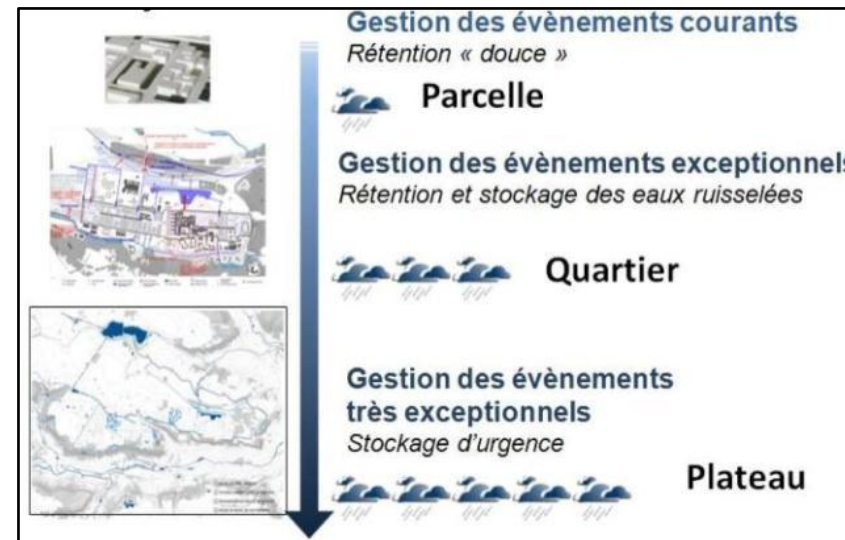 Gestion des évènements courants
Rétention « douce »
Parcelle
Gestion des évènements exceptionnels
Rétention et stockage des eaux ruisselées
Quartier
Gestion des évènements
très exceptionnels
Stockage d'urgence
Plateau